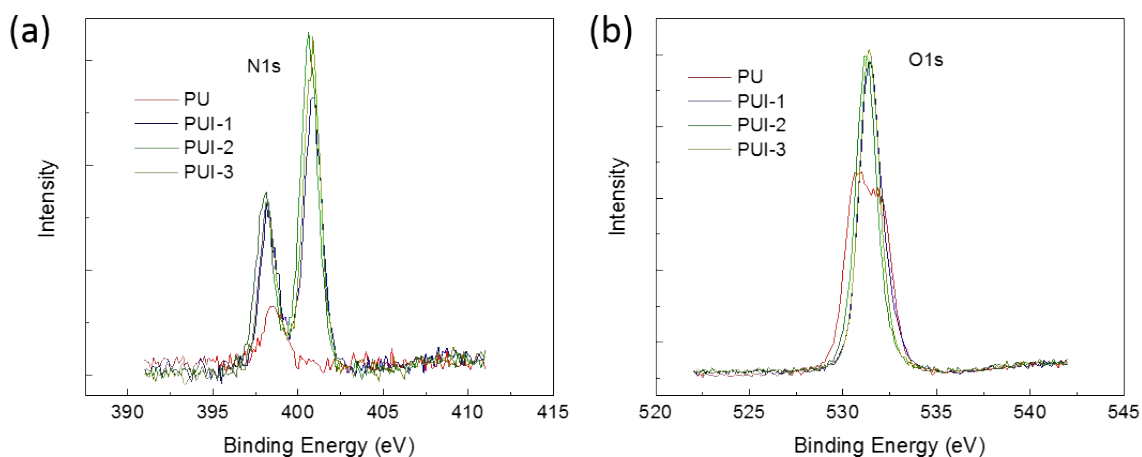 (a)
N1s
PU
PUI-1
PUI-2
PUI-3
Intensity
390 395 400 405 410 415
Binding Energy (eV)
(b)
O1s
PU
PUI-1
PUI-2
PUI-3
Intensity
520 525 530 535 540 545
Binding Energy (eV)